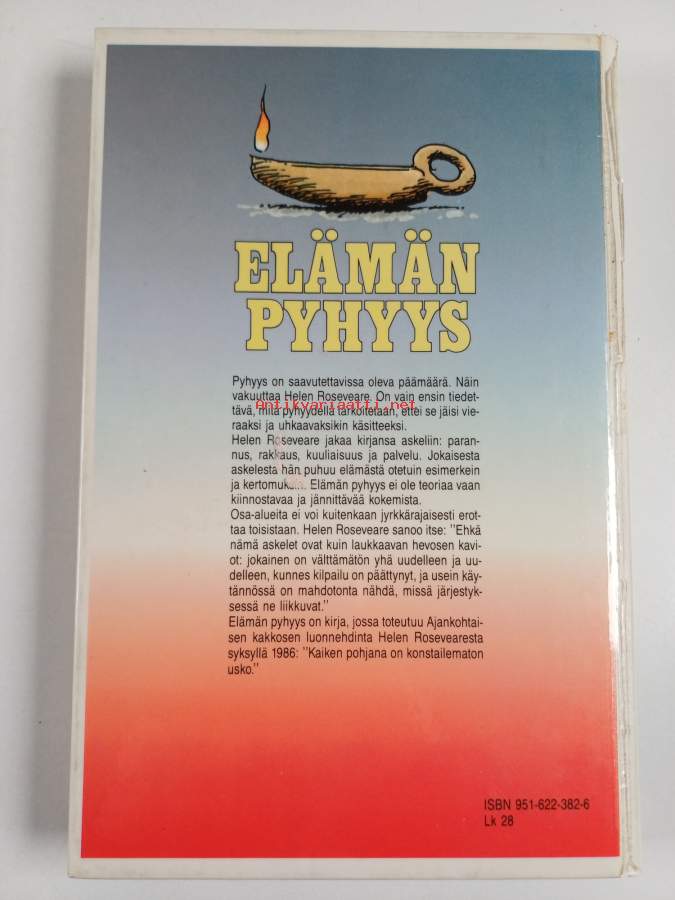 ELÄMÄN
PYHYYS
Pyhyys on saavutettavissa oleva päämäärä. Näin
vakuuttaa Helen Roseveare. On vain ensin tiedet-
Antikvariaatti.net
tävä, mitä pyhyydellä tarkoitetaan, ettei se jäisi vie-
raaksi ja uhkaavaksikin käsitteeksi.
Helen Roseveare jakaa kirjansa askeliin: paran-
nus, rakkaus, kuuliaisuus ja palvelu. Jokaisesta
askelesta hän puhuu elämästä otetuin esimerkein
ja kertomuksin. Elämän pyhyys ei ole teoriaa vaan
kiinnostavaa ja jännittävää kokemista.
Osa-alueita ei voi kuitenkaan jyrkkärajaisesti erot-
taa toisistaan. Helen Roseveare sanoo itse: "Ehkä
nämä askelet ovat kuin laukkaavan hevosen kavi-
ot: jokainen on välttämätön yhä uudelleen ja uu-
delleen, kunnes kilpailu on päättynyt, ja usein käy-
tännössä on mahdotonta nähdä, missä järjestyk-
sessä ne liikkuvat."
Elämän pyhyys on kirja, jossa toteutuu Ajankohtai-
sen kakkosen luonnehdinta Helen Rosevearesta
syksyllä 1986: "Kaiken pohjana on konstailematon
usko."
ISBN 951-622-382-6
Lk 28